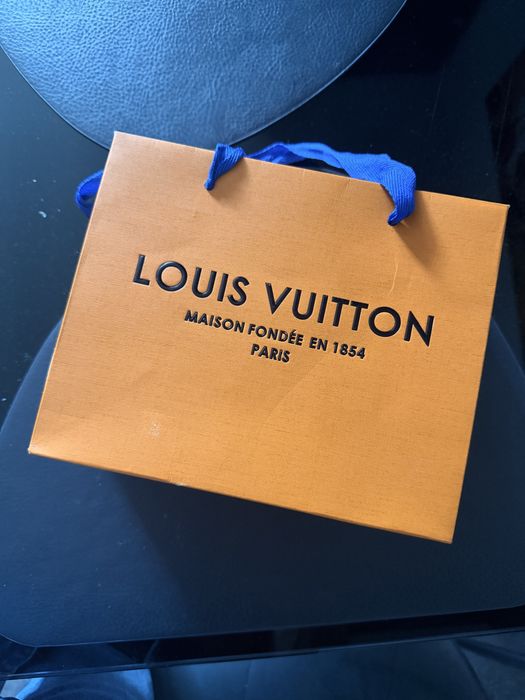 LOUIS VUITTON
MAISON FONDÉE EN 1854
PARIS